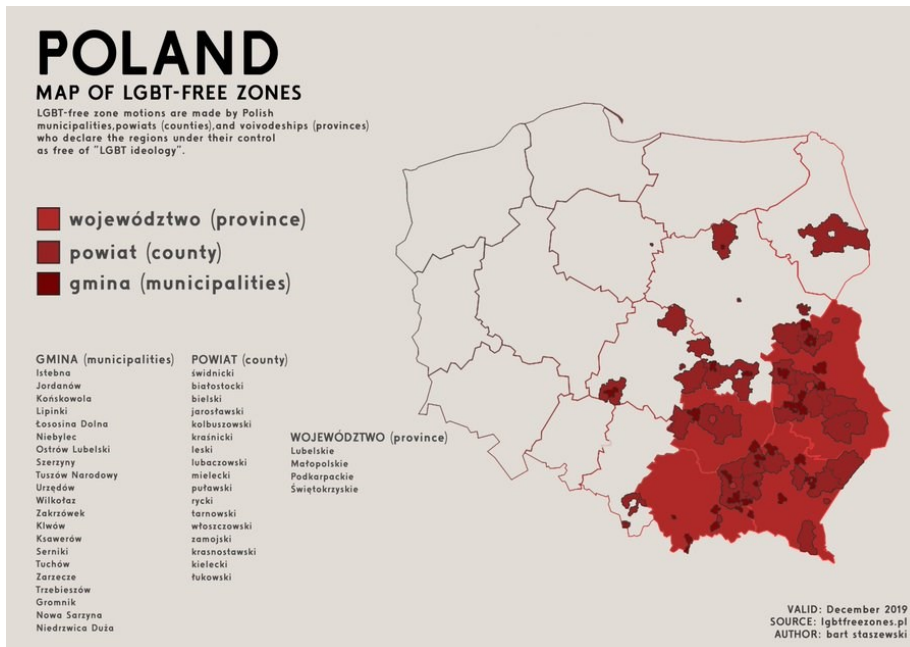 POLAND
MAP OF LGBT-FREE ZONES
LGBT-free zone motions are made by Polish
municipalities,powiats (counties),and voivodeships (provinces)
who declare the regions under their control
as free of "LGBT ideology".
województwo (province)
powiat (county)
gmina (municipalities)
GMINA (municipalities)
Istebna
Jordanów
Końskowola
Lipinki
Łososina Dolna
Niebylec
Ostrów Lubelski
Szerzyny
Tuszów Narodowy
Urzędów
Wilkołaz
Zakrzówek
Klwów
Ksawerów
Serniki
Tuchów
Zarzecze
Trzebieszów
Gromnik
Nowa Sarzyna
Niedrzwica Duża
POWIAT (county)
świdnicki
białostocki
bielski
jarosławski
kolbuszowski
kraśnicki
leski
lubaczowski
mielecki
puławski
rycki
tarnowski
włoszczowski
zamojski
krasnostawski
kielecki
łukowski
WOJEWÓDZTWO (province)
Lubelskie
Małopolskie
Podkarpackie
Świętokrzyskie
VALID: December 2019
SOURCE: lgbtfreezones.pl
AUTHOR: bart staszewski